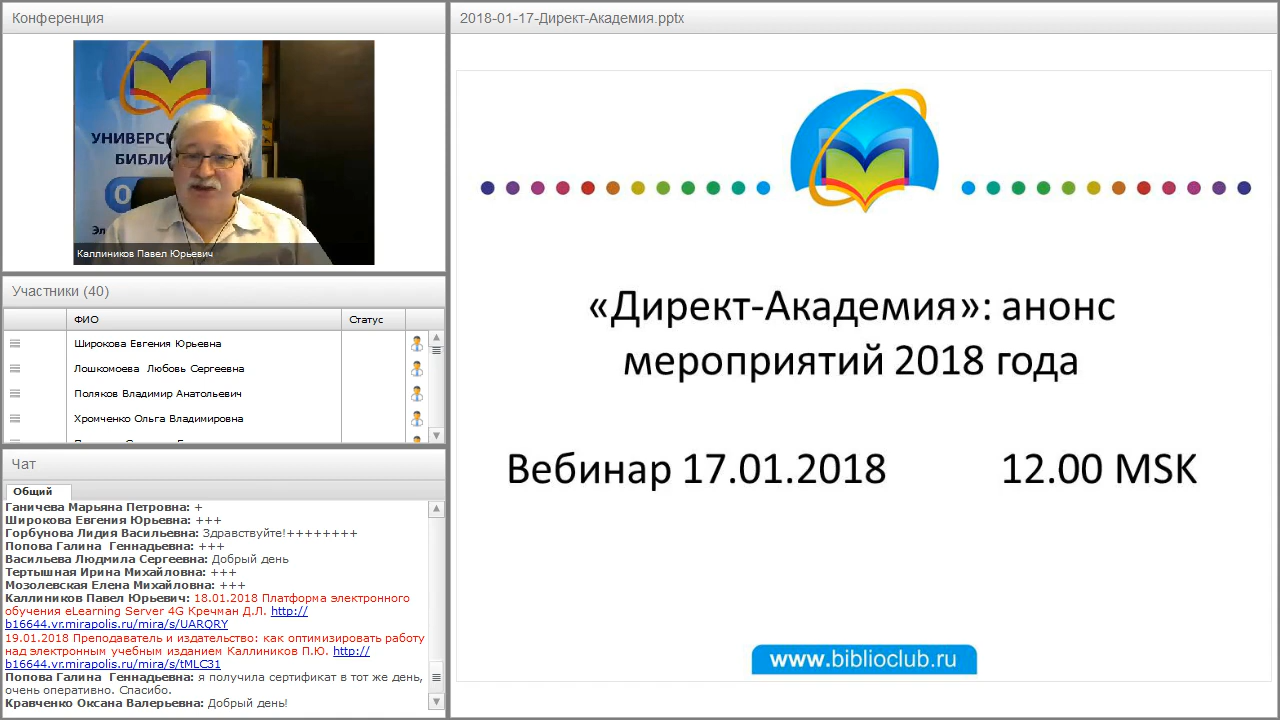 Конференция
УНИВЕРС
БИБЛИ
Эл
Каллиников Павел Юрьевич
Участники (40)
ФИО Статус
Широкова Евгения Юрьевна
Лошкомоева Любовь Сергеевна
Поляков Владимир Анатольевич
Хромченко Ольга Владимировна
Чат
Общий
Ганичева Марьяна Петровна: +
Широкова Евгения Юрьевна: +++
Горбунова Лидия Васильевна: Здравствуйте!++++++++
Попова Галина Геннадьевна: +++
Васильева Людмила Сергеевна: Добрый день
Тертышная Ирина Михайловна: +++
Мозолевская Елена Михайловна: +++
Каллиников Павел Юрьевич: 18.01.2018 Платформа электронного
обучения eLearning Server 4G Кречман Д.Л. http://
b16644.vr.mirapolis.ru/mira/s/UARQRY
19.01.2018 Преподаватель и издательство: как оптимизировать работу
над электронным учебным изданием Каллиников П.Ю. http://
b16644.vr.mirapolis.ru/mira/s/tMLC31
Попова Галина Геннадьевна: я получила сертификат в тот же день,
очень оперативно. Спасибо.
Кравченко Оксана Валерьевна: Добрый день!
2018-01-17-Директ-Академия.pptx
«Директ-Академия»: анонс
мероприятий 2018 года
Вебинар 17.01.2018 12.00 MSK
www.biblioclub.ru